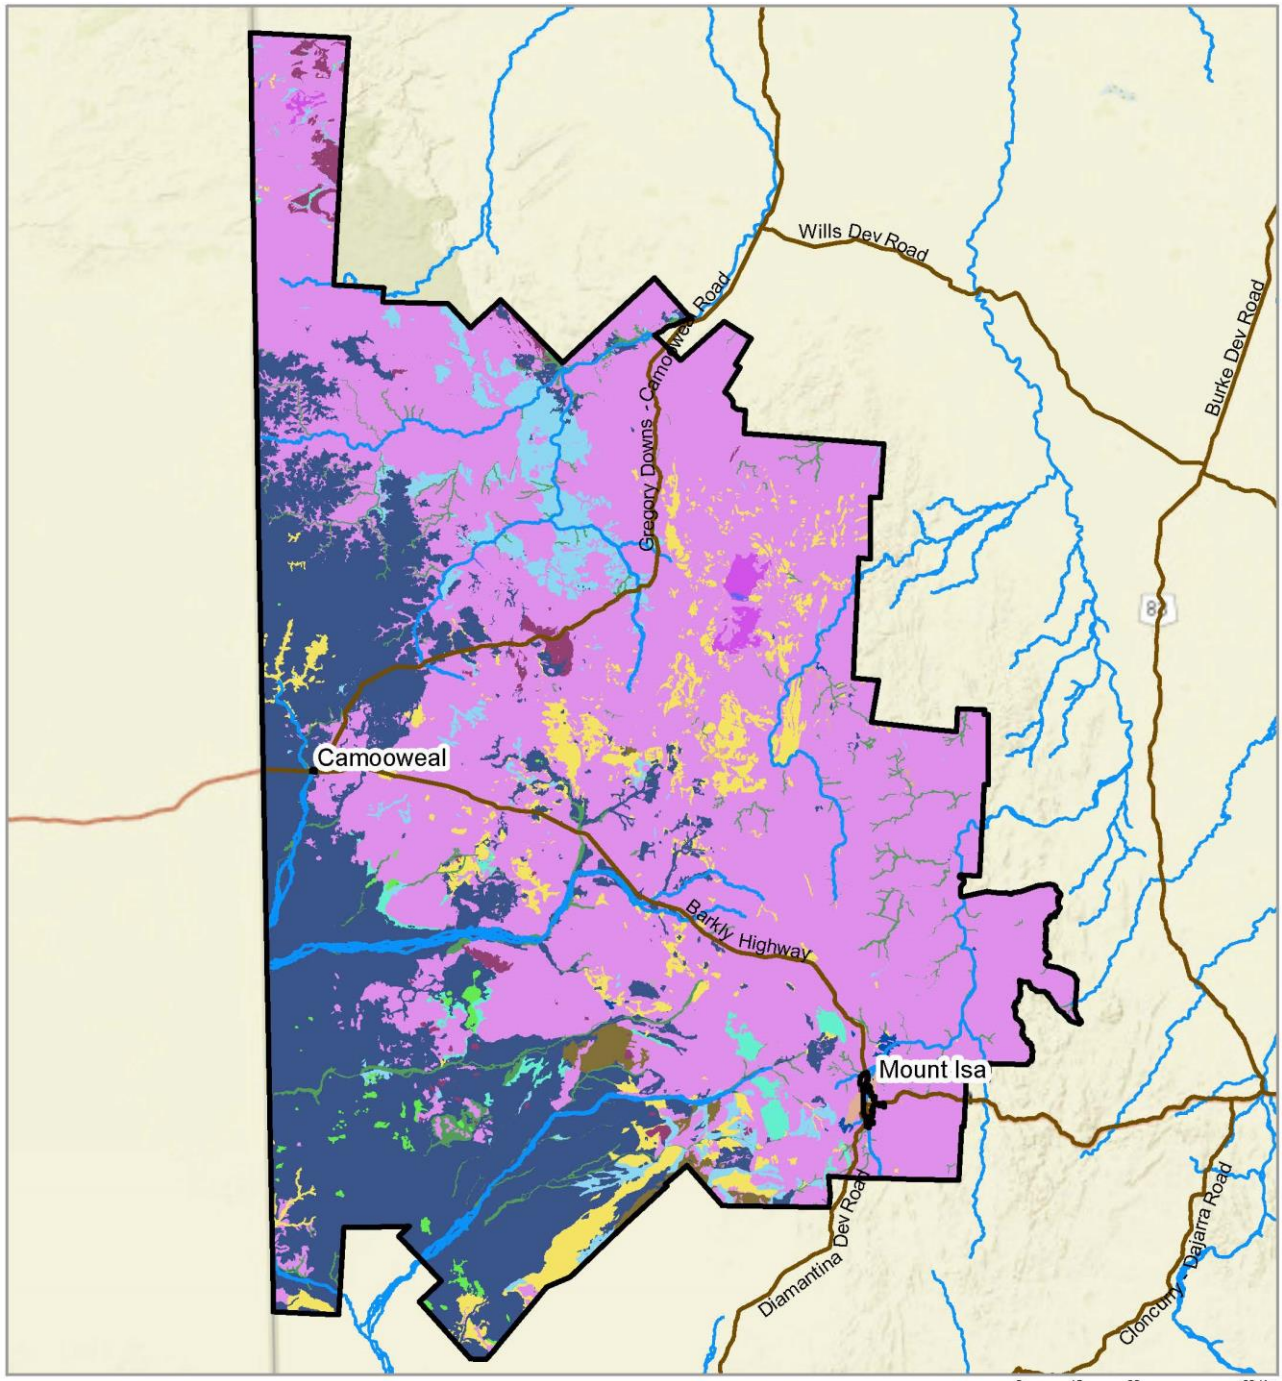 Wills Dev Road
Burke Dev Road
Gregory Downs - Camooweal Road
Camooweal
Barkly Highway
Mount Isa
Diamantina Dev Road
Cloncurry - Dajarra Road